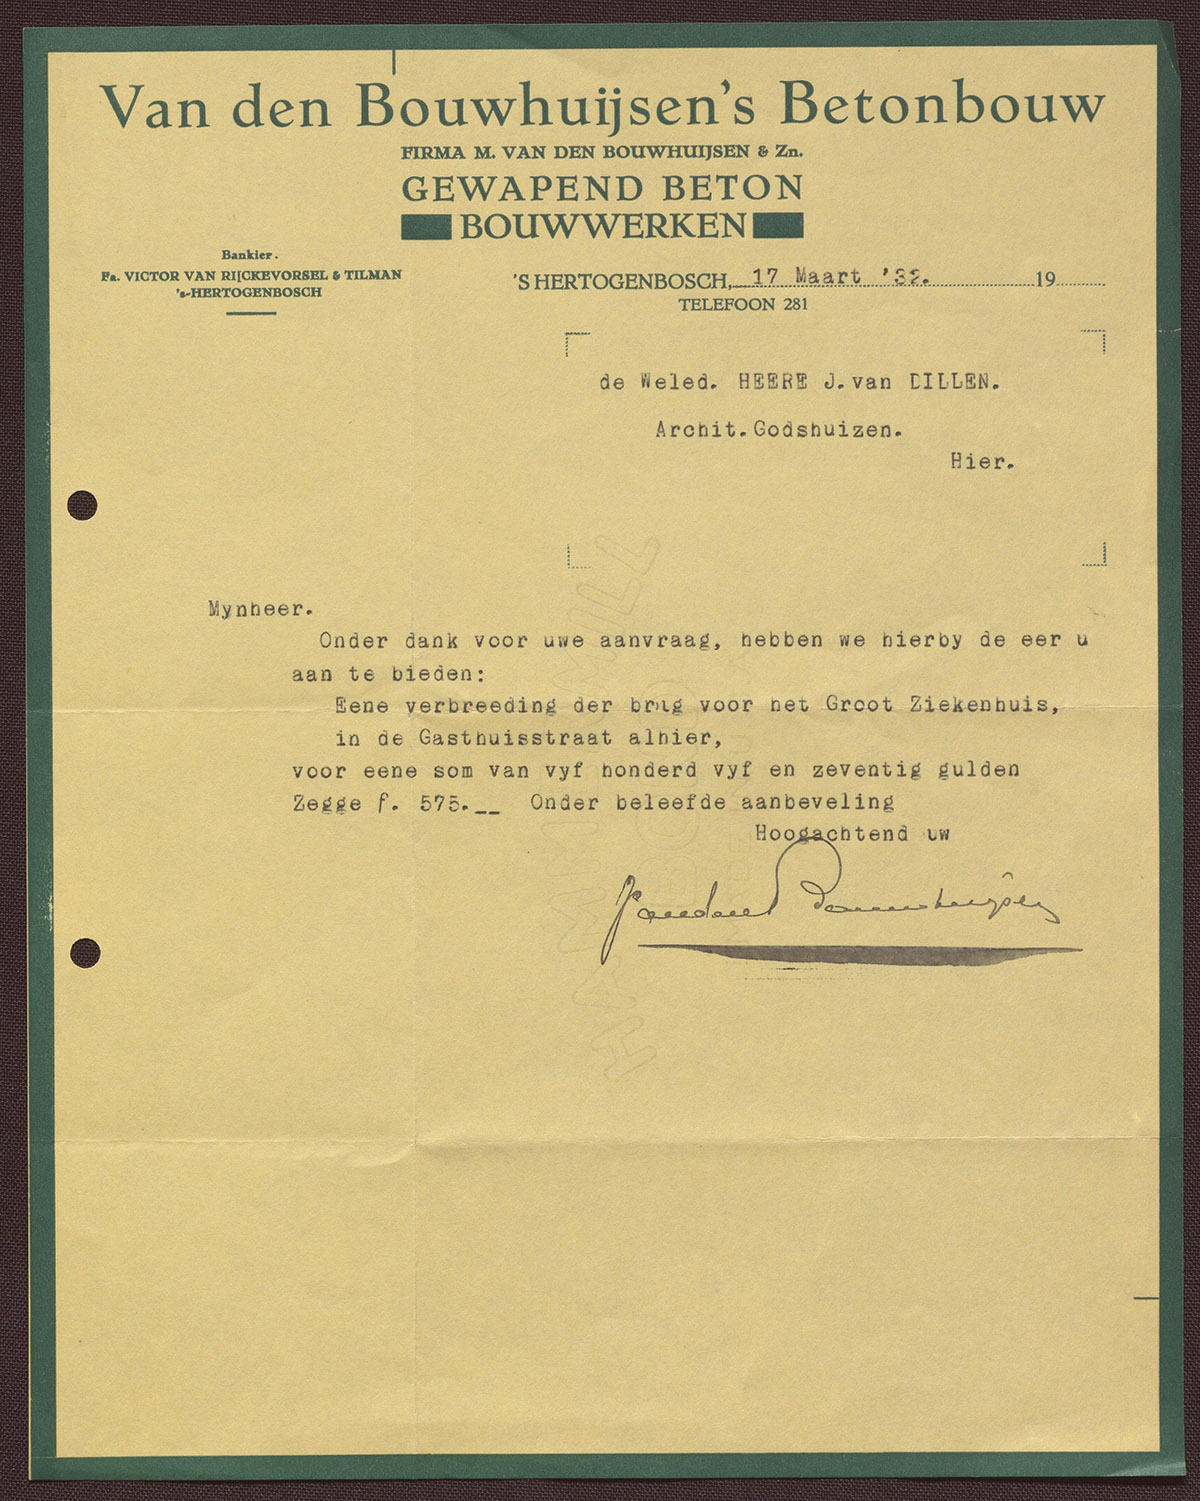 Van den Bouwhuijsen's Betonbouw
FIRMA M. VAN DEN BOUWHUIJSEN & Zn.
GEWAPEND BETON
BOUWWERKEN
Bankier.
Fa. VICTOR VAN RIJCKEVORSEL & TILMAN
's-HERTOGENBOSCH
'S HERTOGENBOSCH, 17 Maart '32. 19
TELEFOON 281
de Weled. HEERE J. van DILLEN.
Archit. Godshuizen.
Hier.
Mynheer.
Onder dank voor uwe aanvraag, hebben we hierby de eer u
aan te bieden:
Eene verbreeding der brug voor het Groot Ziekenhuis,
in de Gasthuisstraat alhier,
voor eene som van vyf honderd vyf en zeventig gulden
Zegge f. 575.__ Onder beleefde aanbeveling
Hoogachtend uw
van den Bouwhuijsen